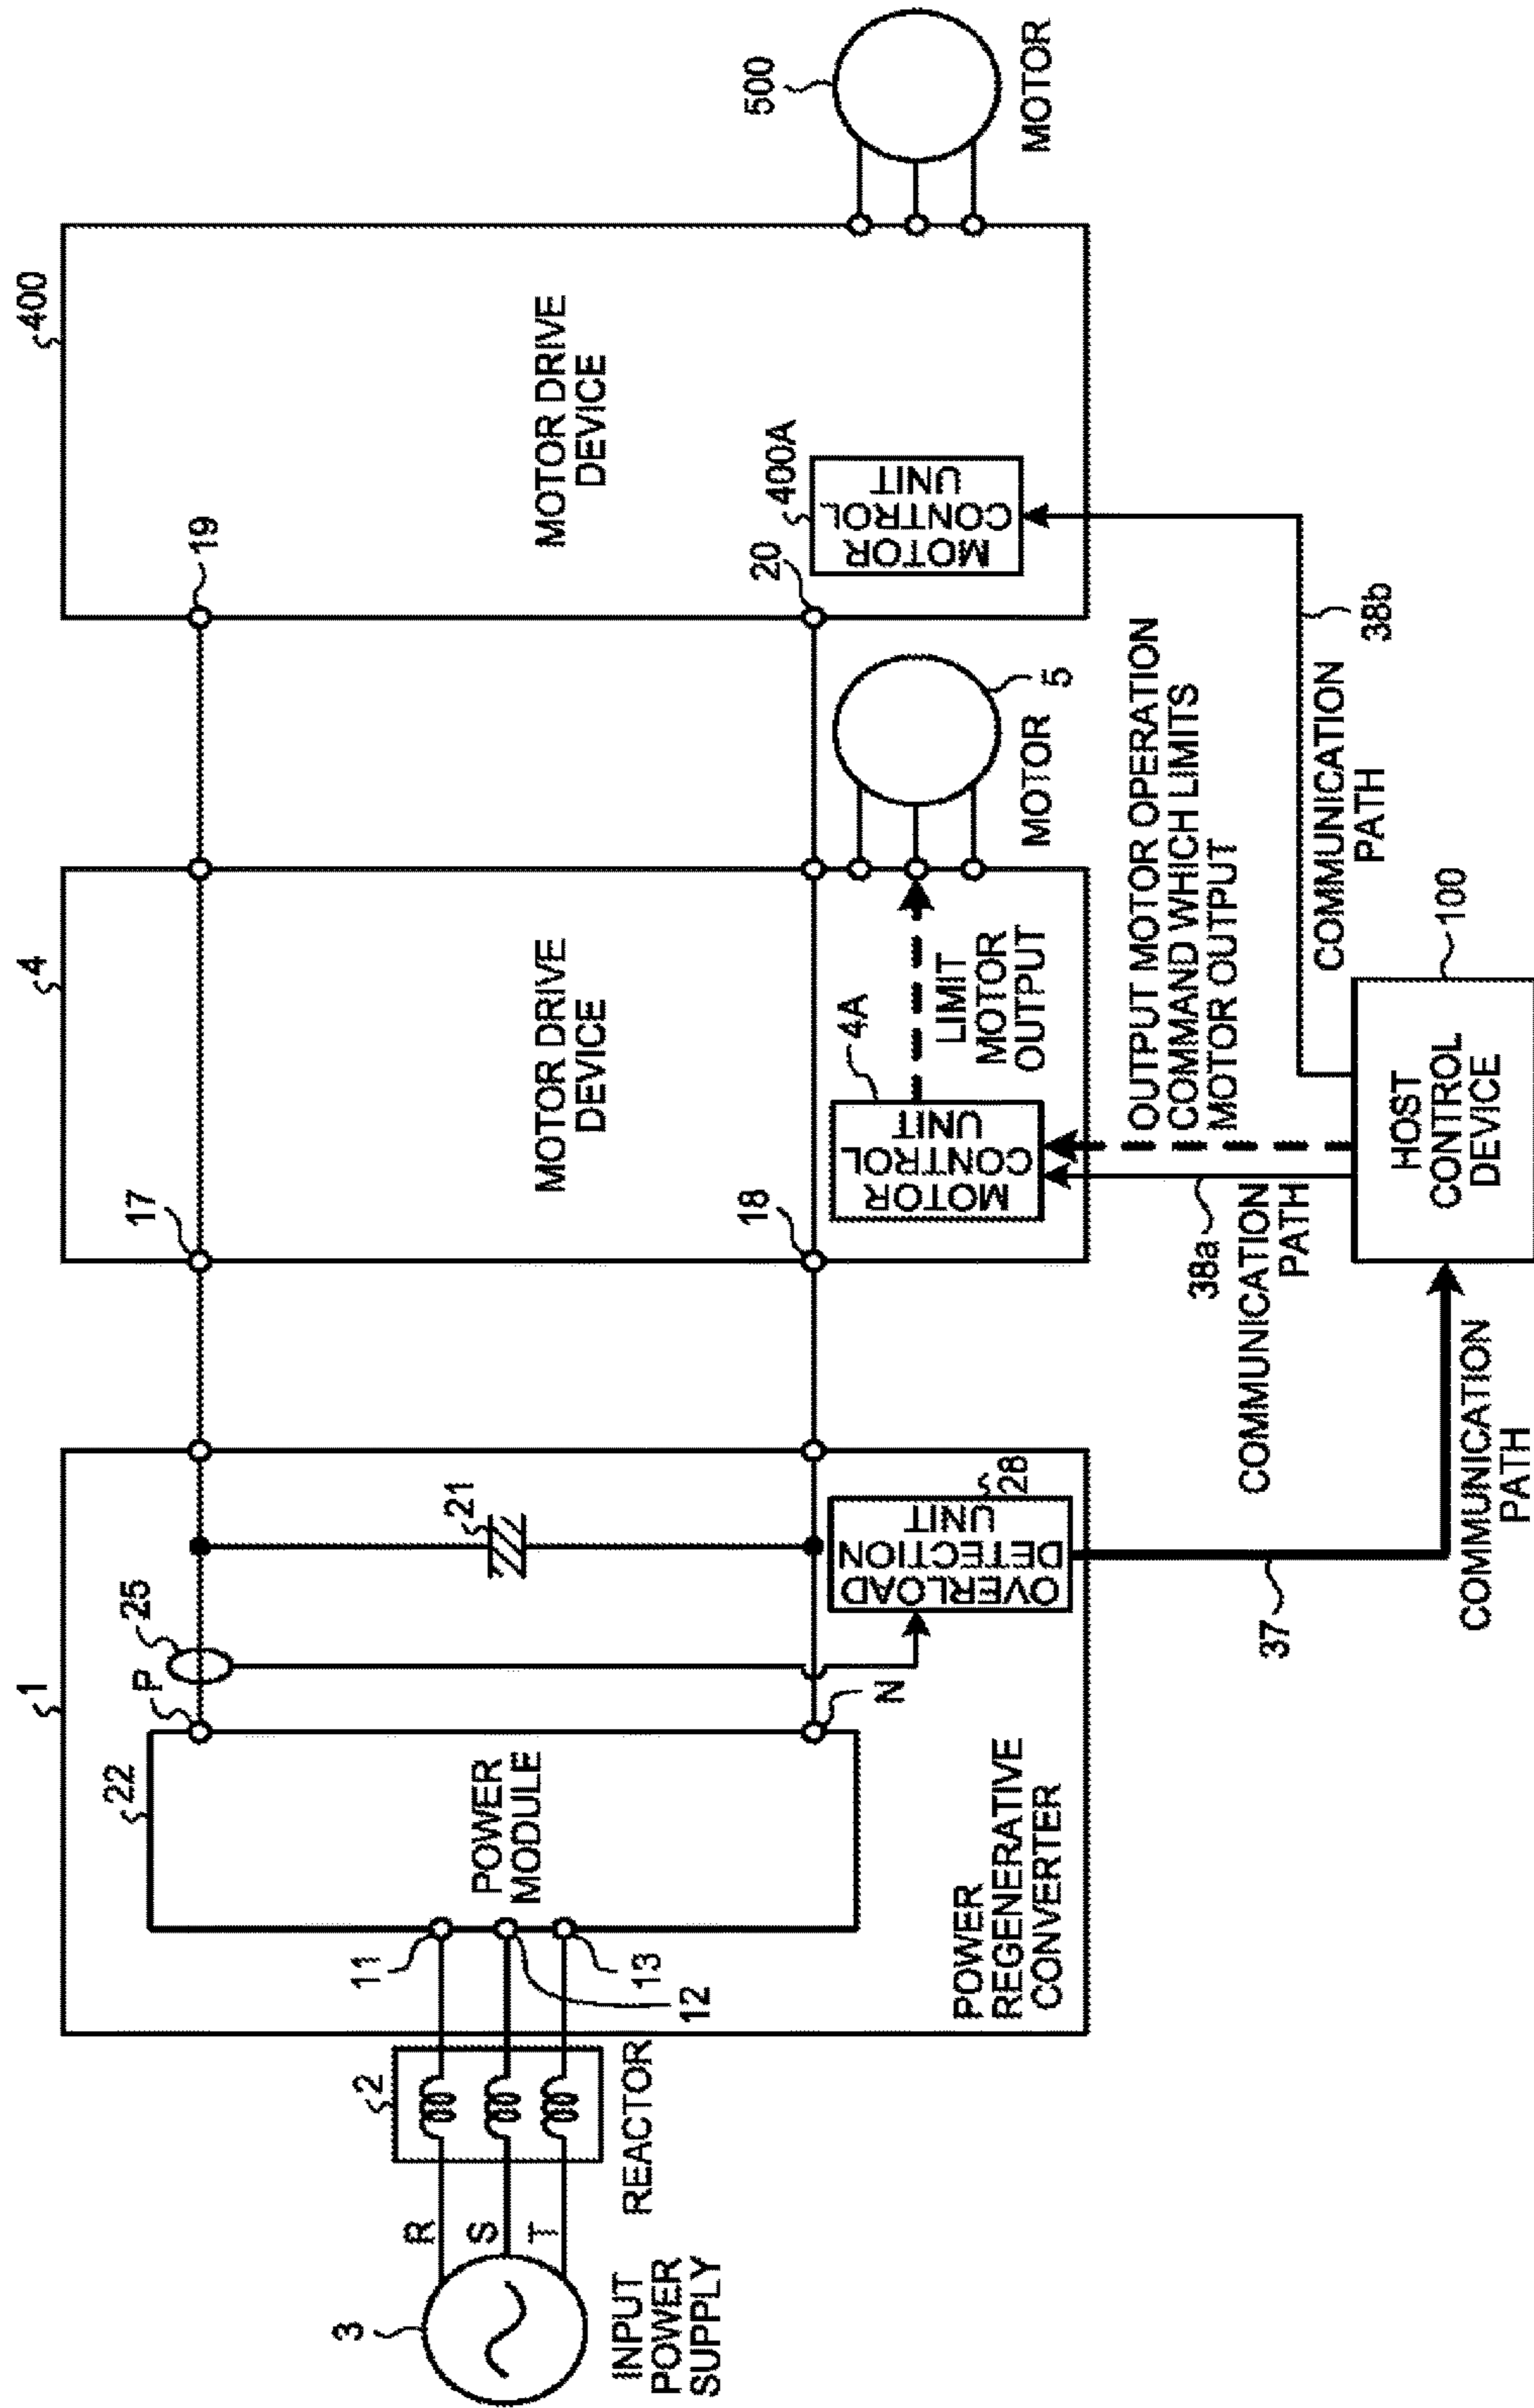 3
INPUT
POWER
SUPPLY
R
S
T
2
REACTOR
1
22
11
12
13
POWER
MODULE
P
N
25
21
OVERLOAD
DETECTION
UNIT
28
POWER
REGENERATIVE
CONVERTER
37
COMMUNICATION
PATH
4
17
18
MOTOR DRIVE
DEVICE
MOTOR
CONTROL
UNIT
4A
LIMIT
MOTOR
OUTPUT
MOTOR
5
38a
COMMUNICATION
PATH
OUTPUT MOTOR OPERATION
COMMAND WHICH LIMITS
MOTOR OUTPUT
HOST
CONTROL
DEVICE
100
COMMUNICATION
PATH
38b
400
19
20
MOTOR DRIVE
DEVICE
MOTOR
CONTROL
UNIT
400A
500
MOTOR